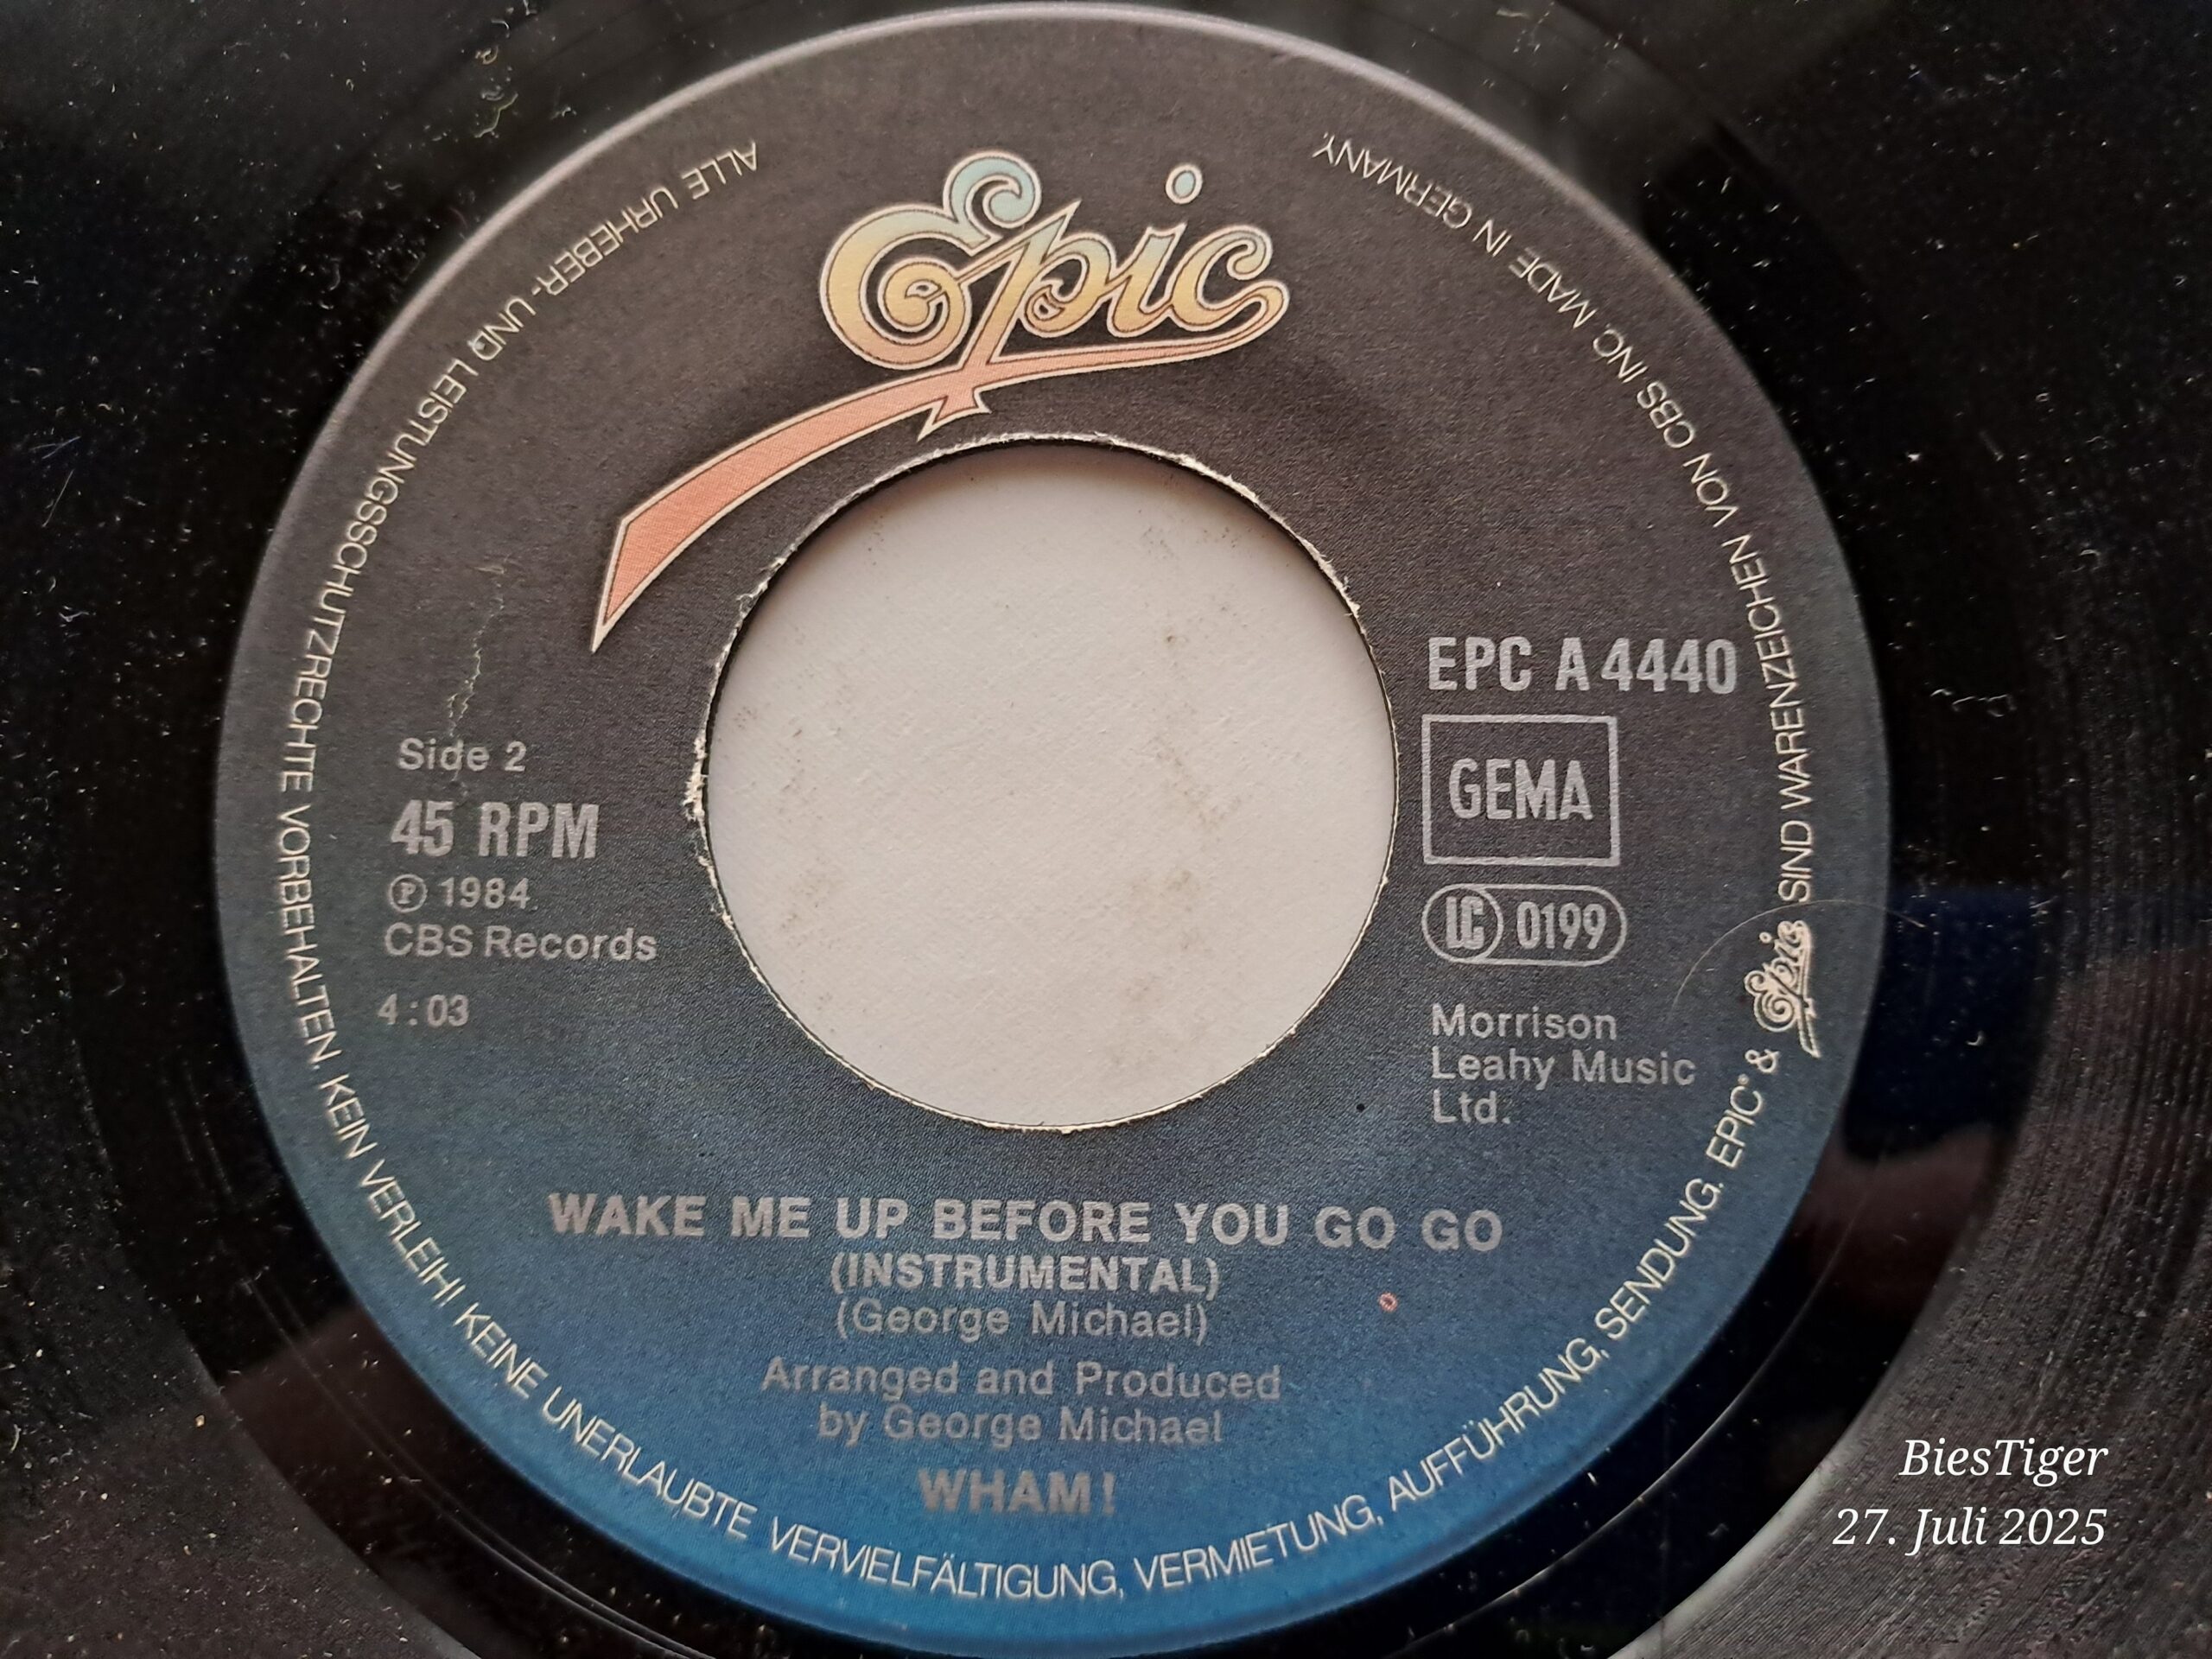 Epic
ALLE URHEBER- UND LEISTUNGSSCHUTZRECHTE VORBEHALTEN. KEIN VERLEIH! KEINE UNERLAUBTE VERVIELFÄLTIGUNG, VERMIETUNG, AUFFÜHRUNG, SENDUNG. EPIC® & Epic SIND WARENZEICHEN VON CBS INC. MADE IN GERMANY.
Side 2
45 RPM
Ⓟ 1984
CBS Records
4:03
EPC A 4440
GEMA
LC 0199
Morrison
Leahy Music
Ltd.
WAKE ME UP BEFORE YOU GO GO
(INSTRUMENTAL)
(George Michael)
Arranged and Produced
by George Michael
WHAM!
BiesTiger
27. Juli 2025